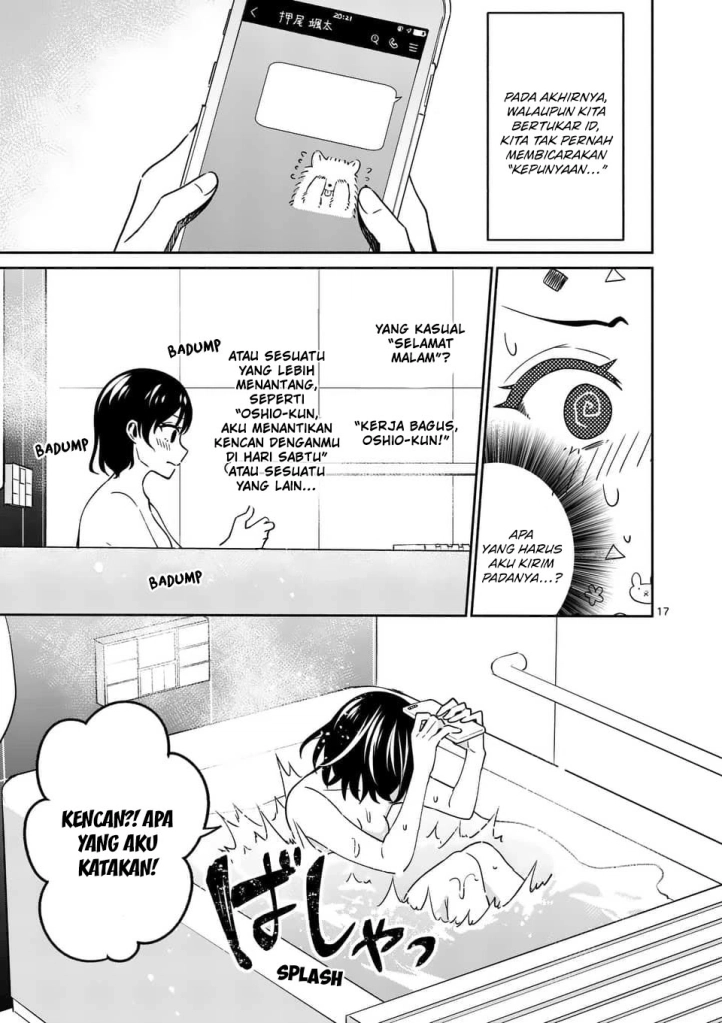 20:21
押尾 颯太
PADA AKHIRNYA,
WALAUPUN KITA
BERTUKAR ID,
KITA TAK PERNAH
MEMBICARAKAN
"KEPUNYAAN..."
APA
YANG HARUS
AKU KIRIM
PADANYA...?
YANG KASUAL
"SELAMAT
MALAM"?
"KERJA BAGUS,
OSHIO-KUN!"
ATAU SESUATU
YANG LEBIH
MENANTANG,
SEPERTI
"OSHIO-KUN,
AKU MENANTIKAN
KENCAN DENGANMU
DI HARI SABTU"
ATAU SESUATU
YANG LAIN...
BADUMP
BADUMP
BADUMP
17
KENCAN?! APA
YANG AKU
KATAKAN!
ばしゃっ
SPLASH